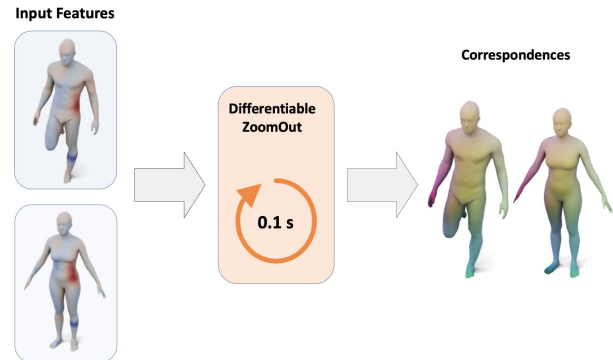 Input Features
Differentiable
ZoomOut
0.1 s
Correspondences